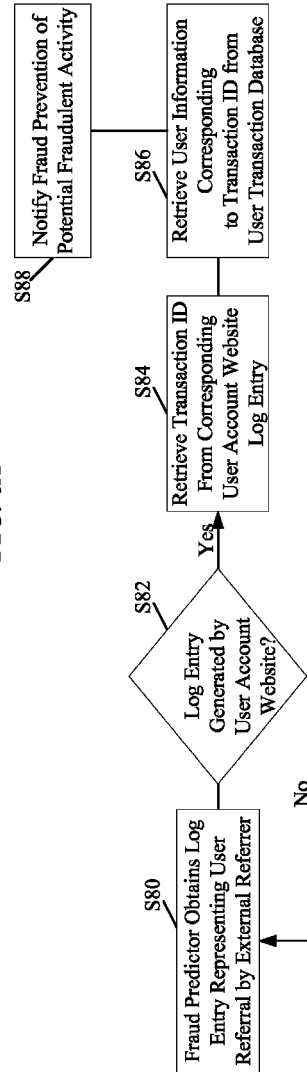 S80
Fraud Predictor Obtains Log
Entry Representing User
Referral by External Referrer
S82
Log Entry
Generated by
User Account
Website?
No
Yes
S84
Retrieve Transaction ID
From Corresponding
User Account Website
Log Entry
S86
Retrieve User Information
Corresponding
to Transaction ID from
User Transaction Database
S88
Notify Fraud Prevention of
Potential Fraudulent Activity